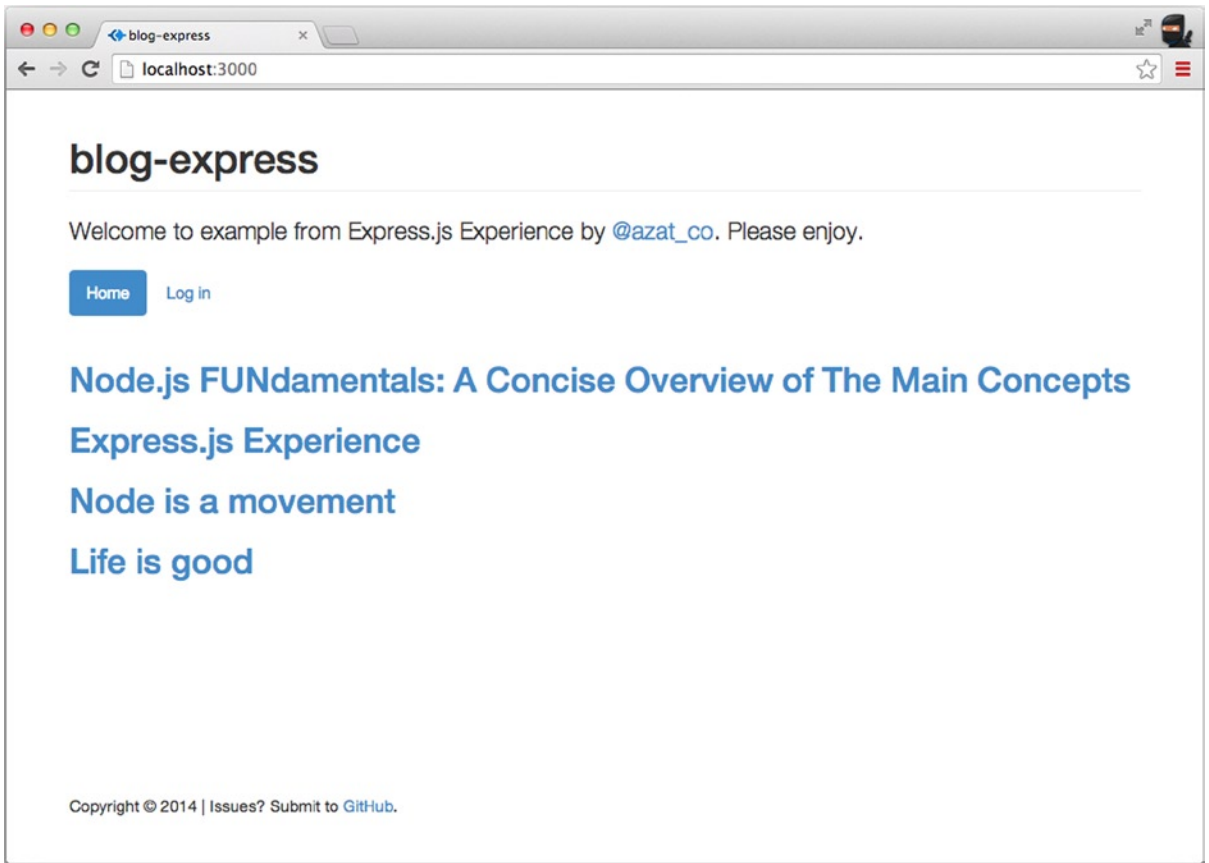 blog-express
localhost:3000
blog-express
Welcome to example from Express.js Experience by @azat_co. Please enjoy.
Home Log in
Node.js FUNdamentals: A Concise Overview of The Main Concepts
Express.js Experience
Node is a movement
Life is good
Copyright © 2014 | Issues? Submit to GitHub.